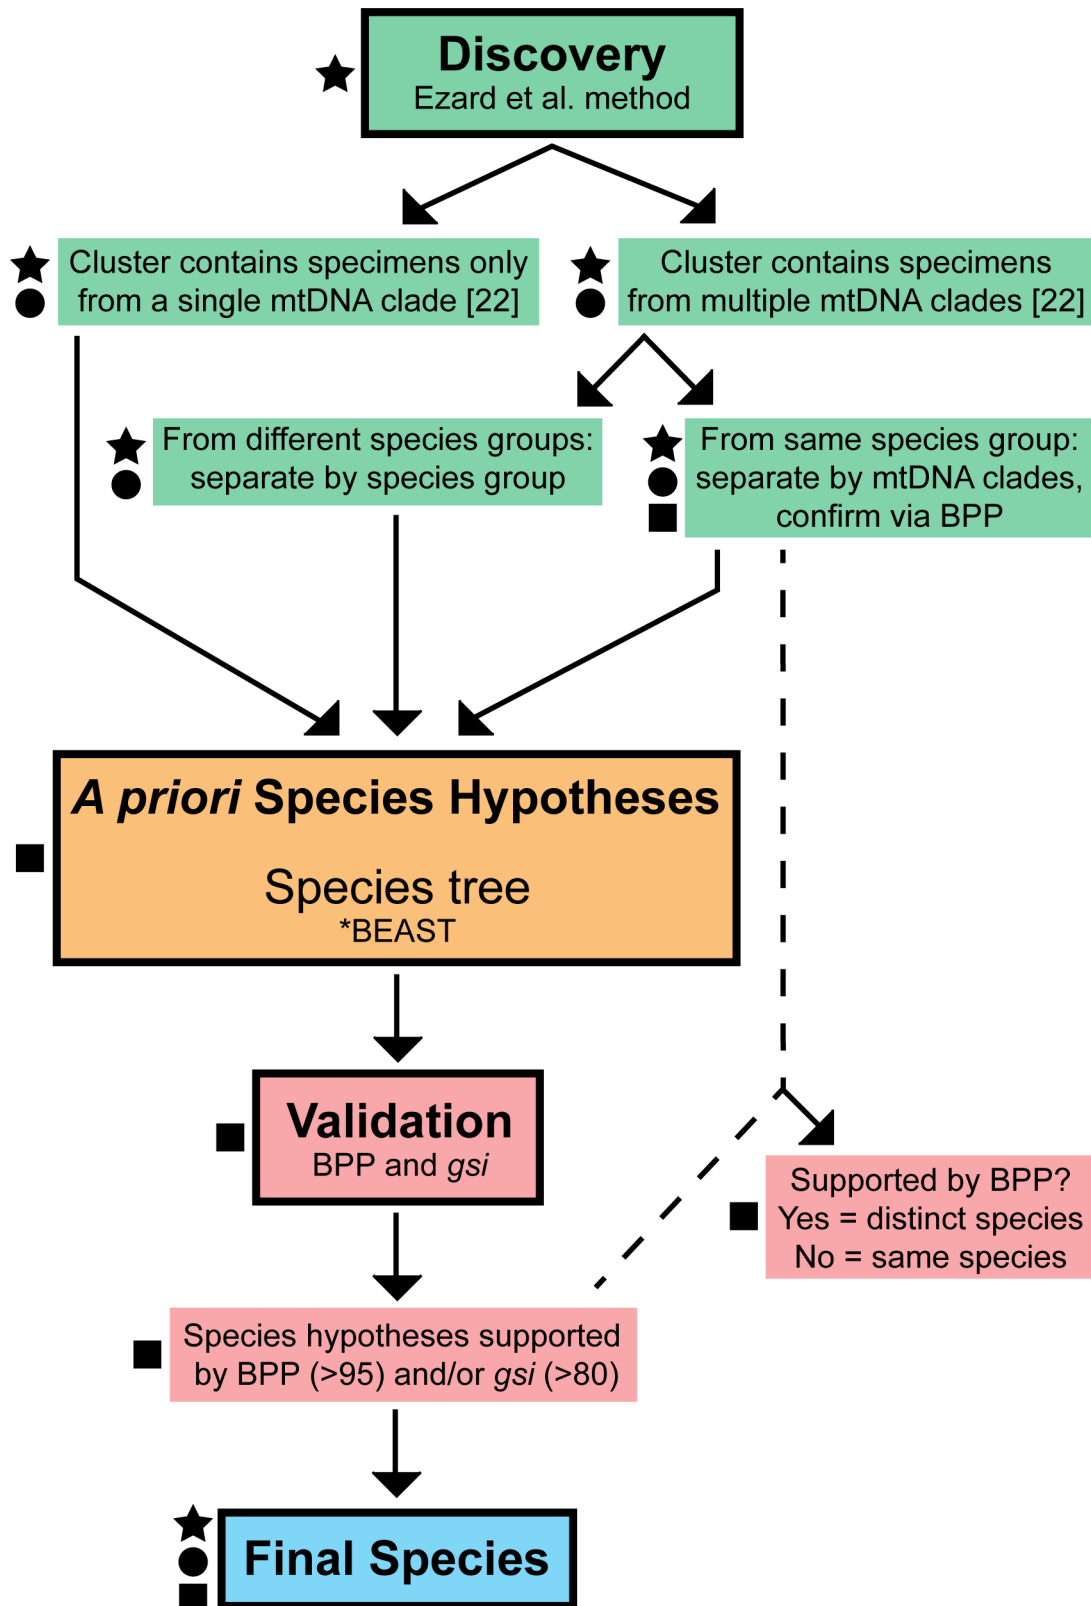 Discovery
Ezard et al. method
Cluster contains specimens only
from a single mtDNA clade [22]
Cluster contains specimens
from multiple mtDNA clades [22]
From different species groups:
separate by species group
From same species group:
separate by mtDNA clades,
confirm via BPP
A priori Species Hypotheses
Species tree
*BEAST
Validation
BPP and gsi
Supported by BPP?
Yes = distinct species
No = same species
Species hypotheses supported
by BPP (>95) and/or gsi (>80)
Final Species